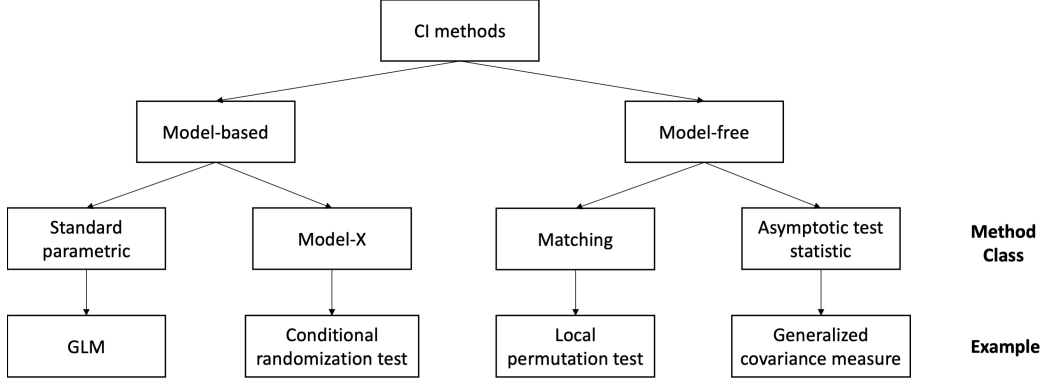 CI methods
Model-based
Model-free
Standard
parametric
Model-X
Matching
Asymptotic test
statistic
Method
Class
GLM
Conditional
randomization test
Local
permutation test
Generalized
covariance measure
Example